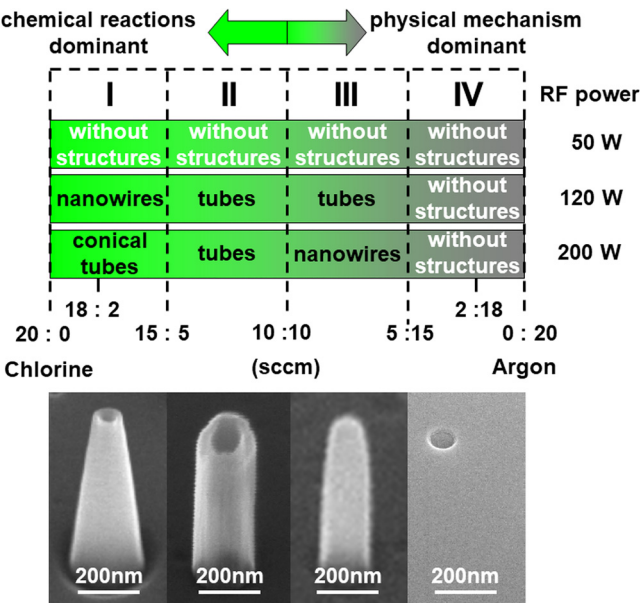 chemical reactions
dominant
physical mechanism
dominant
I II III IV RF power
without structures without structures without structures without structures 50 W
nanowires tubes tubes without structures 120 W
conical tubes tubes nanowires without structures 200 W
18 : 2 2 :18
20 : 0 15 : 5 10 :10 5 :15 0 : 20
Chlorine (sccm) Argon
200nm 200nm 200nm 200nm